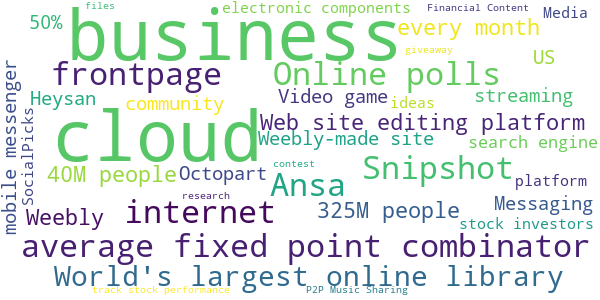 files
electronic components
Financial Content
Media
50%
business
every month
giveaway
US
frontpage
Online polls
Heysan
community
Video game
ideas
streaming
mobile messenger
SocialPicks
cloud
Web site editing platform
Weebly-made site
search engine
40M people
Octopart
contest
Snipshot
platform
Ansa
research
Weebly
internet
325M people
Messaging
stock investors
average fixed point combinator
World's largest online library
track stock performance
P2P Music Sharing